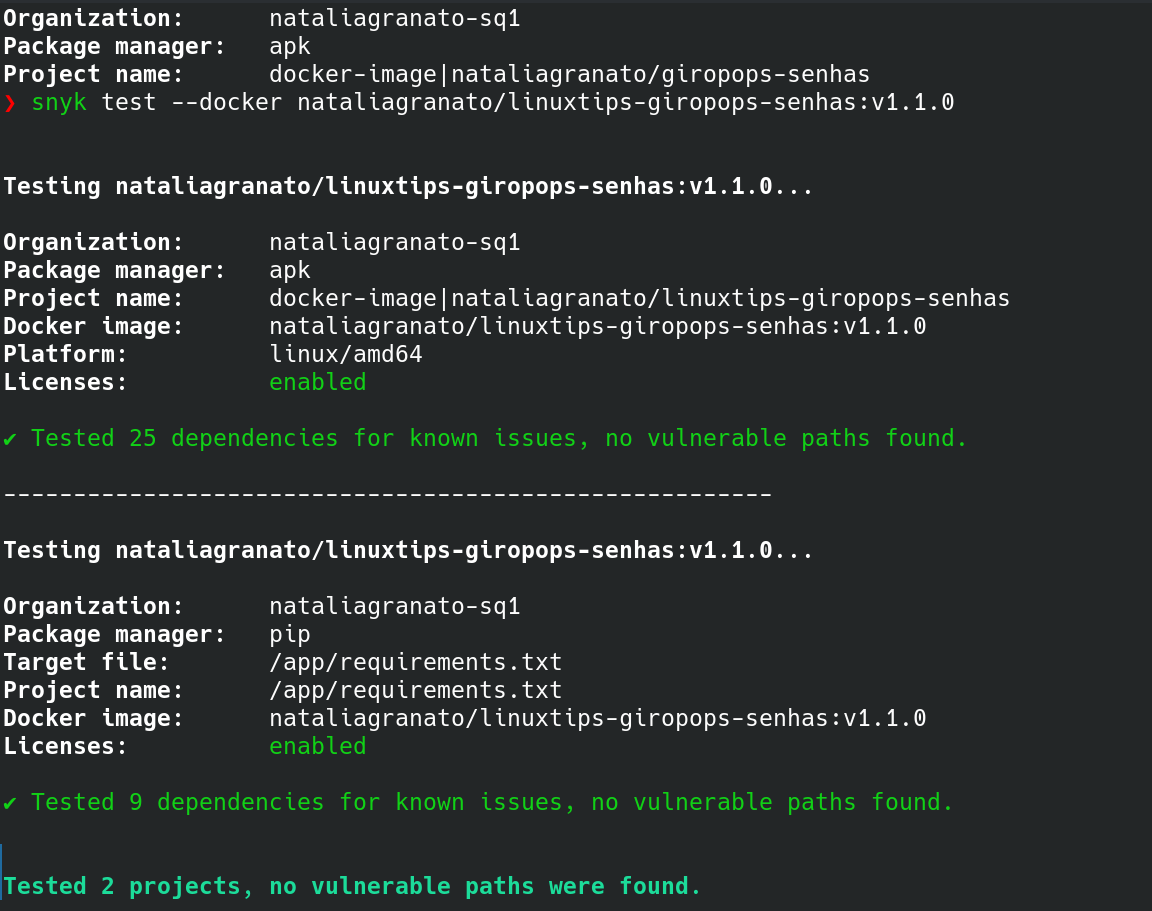 Organization:      nataliagranato-sq1
Package manager:   apk
Project name:      docker-image|nataliagranato/giropops-senhas
❯ snyk test --docker nataliagranato/linuxtips-giropops-senhas:v1.1.0
Testing nataliagranato/linuxtips-giropops-senhas:v1.1.0...
Organization:      nataliagranato-sq1
Package manager:   apk
Project name:      docker-image|nataliagranato/linuxtips-giropops-senhas
Docker image:      nataliagranato/linuxtips-giropops-senhas:v1.1.0
Platform:          linux/amd64
Licenses:          enabled
✔ Tested 25 dependencies for known issues, no vulnerable paths found.
-------------------------------------------------------
Testing nataliagranato/linuxtips-giropops-senhas:v1.1.0...
Organization:      nataliagranato-sq1
Package manager:   pip
Target file:       /app/requirements.txt
Project name:      /app/requirements.txt
Docker image:      nataliagranato/linuxtips-giropops-senhas:v1.1.0
Licenses:          enabled
✔ Tested 9 dependencies for known issues, no vulnerable paths found.
Tested 2 projects, no vulnerable paths were found.